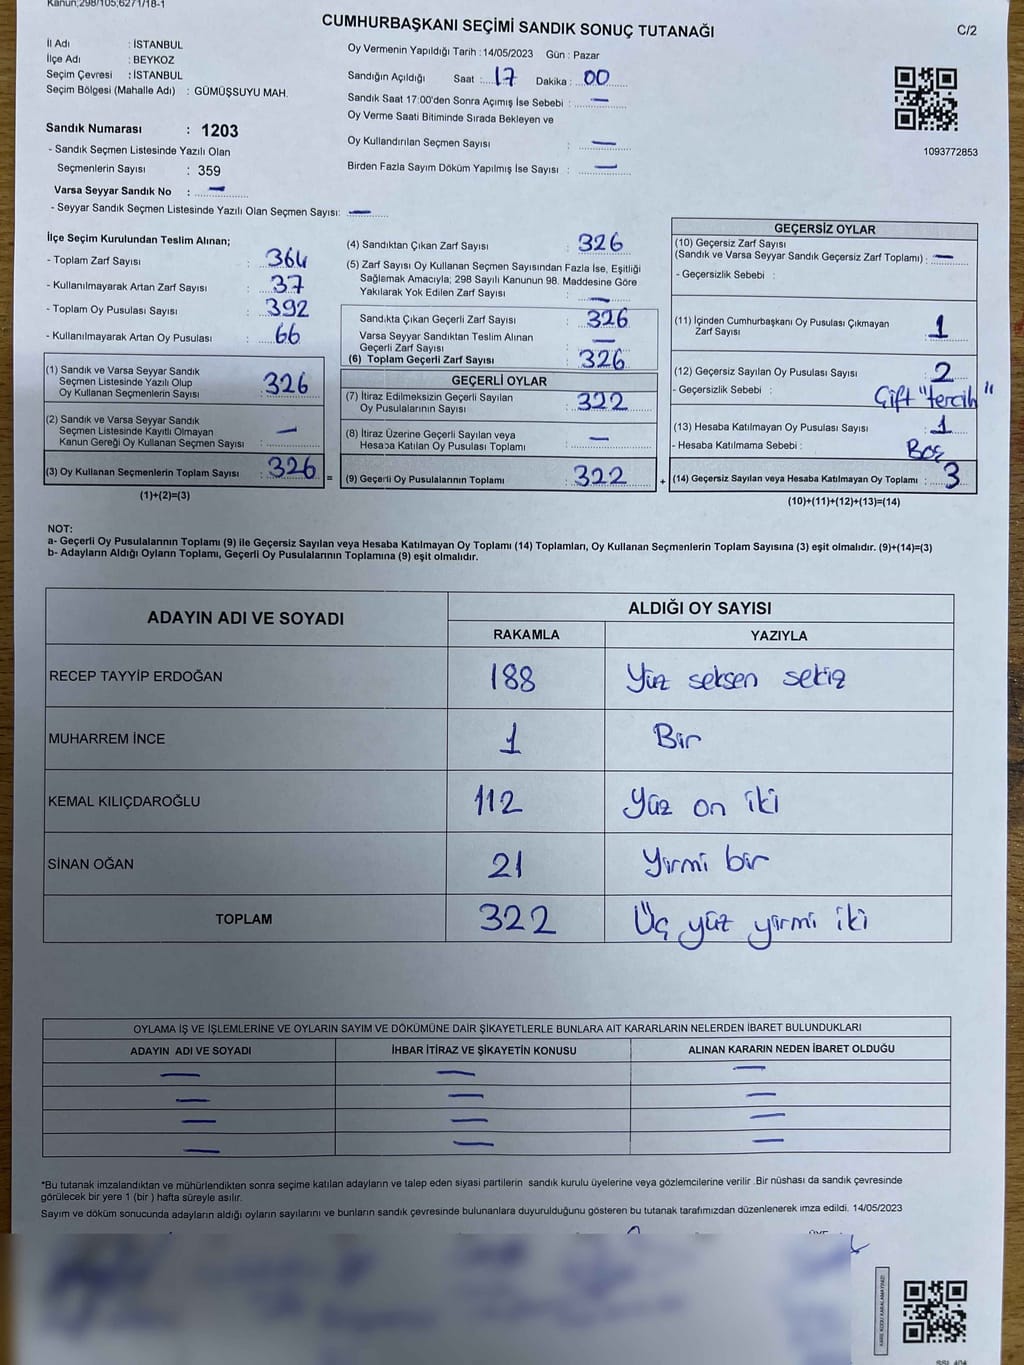 Kanun;298/105;6271/18-1
CUMHURBAŞKANI SEÇİMİ SANDIK SONUÇ TUTANAĞI
C/2
İl Adı : İSTANBUL
İlçe Adı : BEYKOZ
Seçim Çevresi : İSTANBUL
Seçim Bölgesi (Mahalle Adı) : GÜMÜŞSUYU MAH.
Sandık Numarası : 1203
- Sandık Seçmen Listesinde Yazılı Olan
Seçmenlerin Sayısı : 359
Varsa Seyyar Sandık No : —
- Seyyar Sandık Seçmen Listesinde Yazılı Olan Seçmen Sayısı: —
Oy Vermenin Yapıldığı Tarih : 14/05/2023 Gün : Pazar
Sandığın Açıldığı Saat : 17 Dakika : 00
Sandık Saat 17:00'den Sonra Açımış İse Sebebi : —
Oy Verme Saati Bitiminde Sırada Bekleyen ve
Oy Kullandırılan Seçmen Sayısı : —
Birden Fazla Sayım Döküm Yapılmış İse Sayısı : —
1093772853
İlçe Seçim Kurulundan Teslim Alınan;
- Toplam Zarf Sayısı : 364
- Kullanılmayarak Artan Zarf Sayısı : 37
- Toplam Oy Pusulası Sayısı : 392
- Kullanılmayarak Artan Oy Pusulası : 66
(1) Sandık ve Varsa Seyyar Sandık
Seçmen Listesinde Yazılı Olup
Oy Kullanan Seçmenlerin Sayısı : 326
(2) Sandık ve Varsa Seyyar Sandık
Seçmen Listesinde Kayıtlı Olmayan
Kanun Gereği Oy Kullanan Seçmen Sayısı : —
(3) Oy Kullanan Seçmenlerin Toplam Sayısı : 326
(1)+(2)=(3)
=
(4) Sandıktan Çıkan Zarf Sayısı : 326
(5) Zarf Sayısı Oy Kullanan Seçmen Sayısından Fazla İse, Eşitliği
Sağlamak Amacıyla; 298 Sayılı Kanunun 98. Maddesine Göre
Yakılarak Yok Edilen Zarf Sayısı : —
Sandıkta Çıkan Geçerli Zarf Sayısı : 326
Varsa Seyyar Sandıktan Teslim Alınan
Geçerli Zarf Sayısı : —
(6) Toplam Geçerli Zarf Sayısı : 326
GEÇERLİ OYLAR
(7) İtiraz Edilmeksizin Geçerli Sayılan
Oy Pusulalarının Sayısı : 322
(8) İtiraz Üzerine Geçerli Sayılan veya
Hesaba Katılan Oy Pusulası Toplamı : —
(9) Geçerli Oy Pusulalarının Toplamı : 322
+
GEÇERSİZ OYLAR
(10) Geçersiz Zarf Sayısı
(Sandık ve Varsa Seyyar Sandık Geçersiz Zarf Toplamı) : —
- Geçersizlik Sebebi :
(11) İçinden Cumhurbaşkanı Oy Pusulası Çıkmayan
Zarf Sayısı : 1
(12) Geçersiz Sayılan Oy Pusulası Sayısı : 2
- Geçersizlik Sebebi : Çift "tercih"
(13) Hesaba Katılmayan Oy Pusulası Sayısı : 1
- Hesaba Katılmama Sebebi : Boş
(14) Geçersiz Sayılan veya Hesaba Katılmayan Oy Toplamı : 3
(10)+(11)+(12)+(13)=(14)
NOT:
a- Geçerli Oy Pusulalarının Toplamı (9) ile Geçersiz Sayılan veya Hesaba Katılmayan Oy Toplamı (14) Toplamları, Oy Kullanan Seçmenlerin Toplam Sayısına (3) eşit olmalıdır. (9)+(14)=(3)
b- Adayların Aldığı Oyların Toplamı, Geçerli Oy Pusulalarının Toplamına (9) eşit olmalıdır.
ADAYIN ADI VE SOYADI ALDIĞI OY SAYISI
RAKAMLA YAZIYLA
RECEP TAYYİP ERDOĞAN 188 Yüz seksen sekiz
MUHARREM İNCE 1 Bir
KEMAL KILIÇDAROĞLU 112 Yüz on iki
SİNAN OĞAN 21 Yirmi bir
TOPLAM 322 Üç yüz yirmi iki
OYLAMA İŞ VE İŞLEMLERİNE VE OYLARIN SAYIM VE DÖKÜMÜNE DAİR ŞİKAYETLERLE BUNLARA AİT KARARLARIN NELERDEN İBARET BULUNDUKLARI
ADAYIN ADI VE SOYADI İHBAR İTİRAZ VE ŞİKAYETİN KONUSU ALINAN KARARIN NEDEN İBARET OLDUĞU
— — —
— — —
— — —
— — —
*Bu tutanak imzalandıktan ve mühürlendikten sonra seçime katılan adayların ve talep eden siyasi partilerin sandık kurulu üyelerine veya gözlemcilerine verilir .Bir nüshası da sandık çevresinde
görülecek bir yere 1 (bir ) hafta süreyle asılır.
Sayım ve döküm sonucunda adayların aldığı oyların sayılarını ve bunların sandık çevresinde bulunanlara duyurulduğunu gösteren bu tutanak tarafımızdan düzenlenerek imza edildi. 14/05/2023